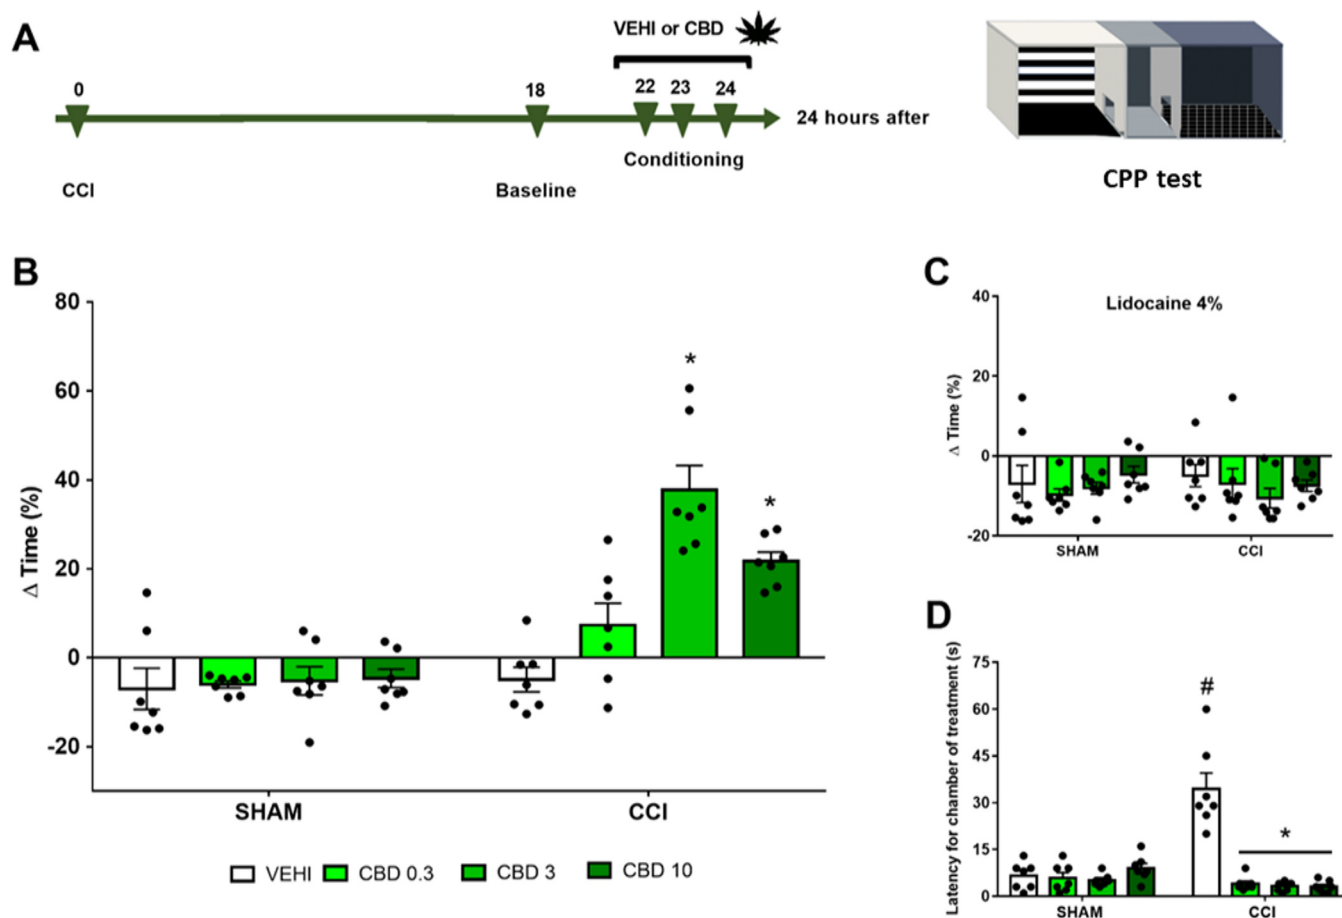 A
VEHI or CBD
0
18
22 23 24
24 hours after
Conditioning
CCI
Baseline
CPP test
B
80
60
40
20
0
-20
Δ Time (%)
*
*
SHAM
CCI
VEHI
CBD 0.3
CBD 3
CBD 10
C
Lidocaine 4%
40
20
0
-20
Δ Time (%)
SHAM
CCI
D
75
60
45
30
15
0
Latency for chamber of treatment (s)
#
*
SHAM
CCI